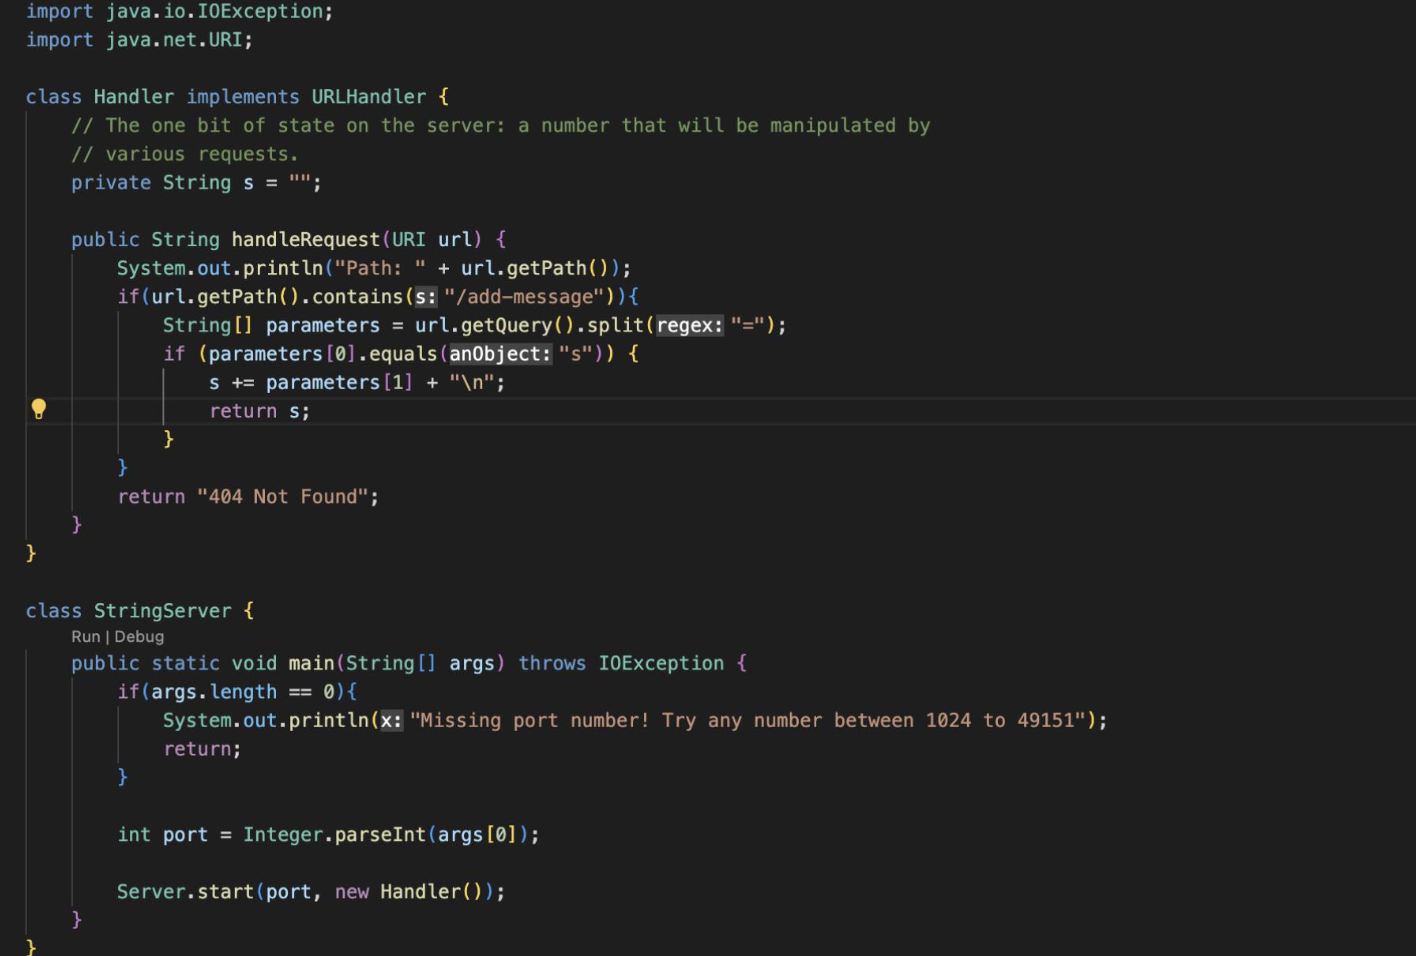 import java.io.IOException;
import java.net.URI;
class Handler implements URLHandler {
// The one bit of state on the server: a number that will be manipulated by
// various requests.
private String s = "";
public String handleRequest(URI url) {
System.out.println("Path: " + url.getPath());
if(url.getPath().contains(s: "/add-message")){
String[] parameters = url.getQuery().split(regex: "=");
if (parameters[0].equals(anObject: "s")) {
s += parameters[1] + "\n";
return s;
}
}
return "404 Not Found";
}
}
class StringServer {
Run | Debug
public static void main(String[] args) throws IOException {
if(args.length == 0){
System.out.println(x: "Missing port number! Try any number between 1024 to 49151");
return;
}
int port = Integer.parseInt(args[0]);
Server.start(port, new Handler());
}
}